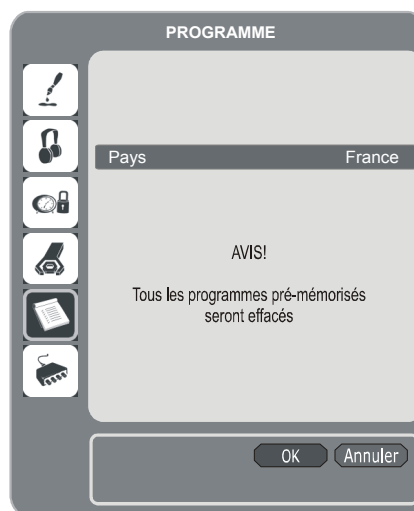 PROGRAMME
Pays France
AVIS!
Tous les programmes pré-mémorisés
seront effacés
OK Annuler